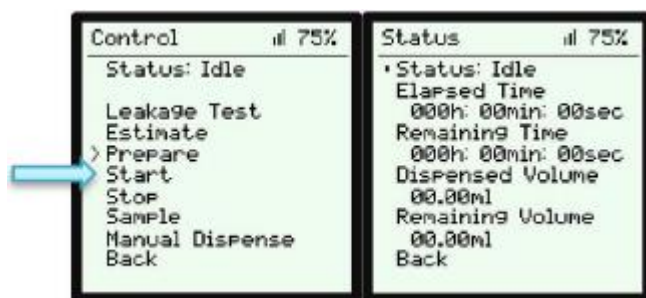 Control 75%
Status: Idle
Leakage Test
Estimate
>Prepare
Start
Stop
Sample
Manual Dispense
Back
Status 75%
•Status: Idle
Elapsed Time
000h: 00min: 00sec
Remaining Time
000h: 00min: 00sec
Dispensed Volume
00.00ml
Remaining Volume
00.00ml
Back